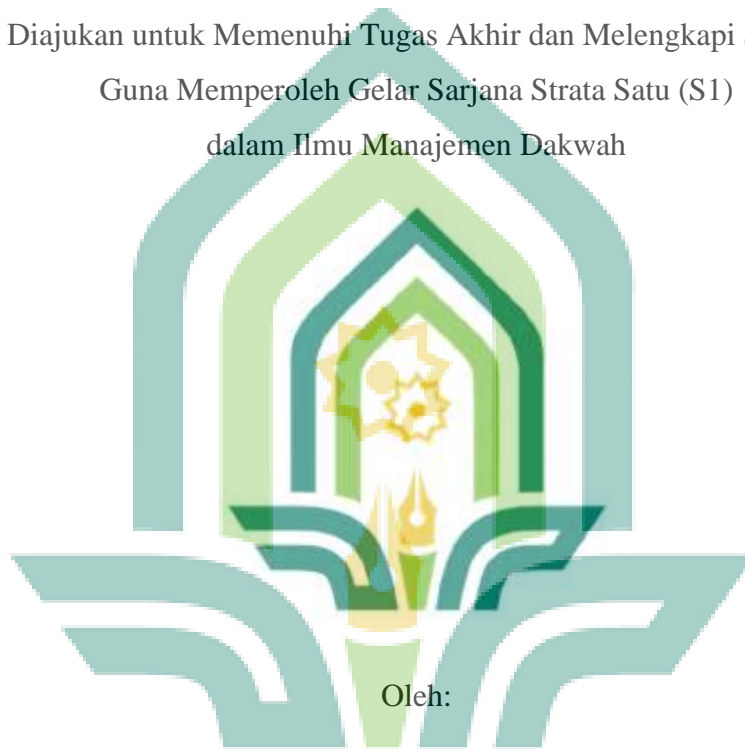 Diajukan untuk Memenuhi Tugas Akhir dan Melengkapi
Guna Memperoleh Gelar Sarjana Strata Satu (S1)
dalam Ilmu Manajemen Dakwah
Oleh: